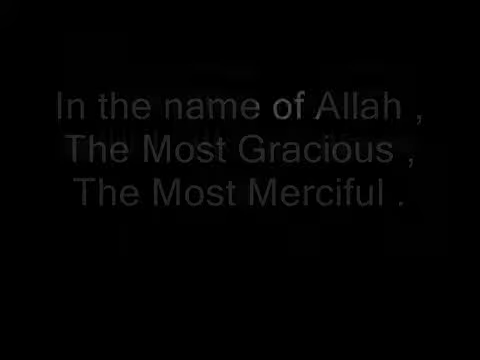 In the name of Allah ,
The Most Gracious ,
The Most Merciful .